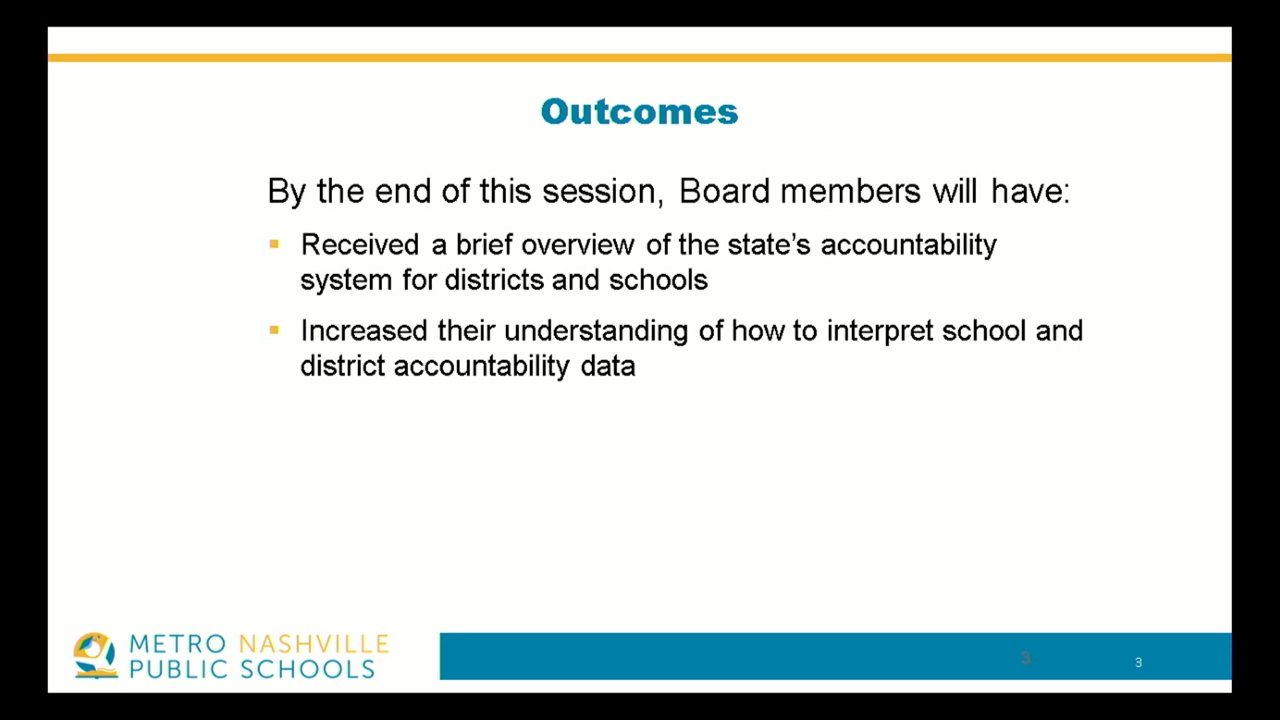 Outcomes
By the end of this session, Board members will have:
▪ Received a brief overview of the state’s accountability
system for districts and schools
▪ Increased their understanding of how to interpret school and
district accountability data
METRO NASHVILLE
PUBLIC SCHOOLS
3
3